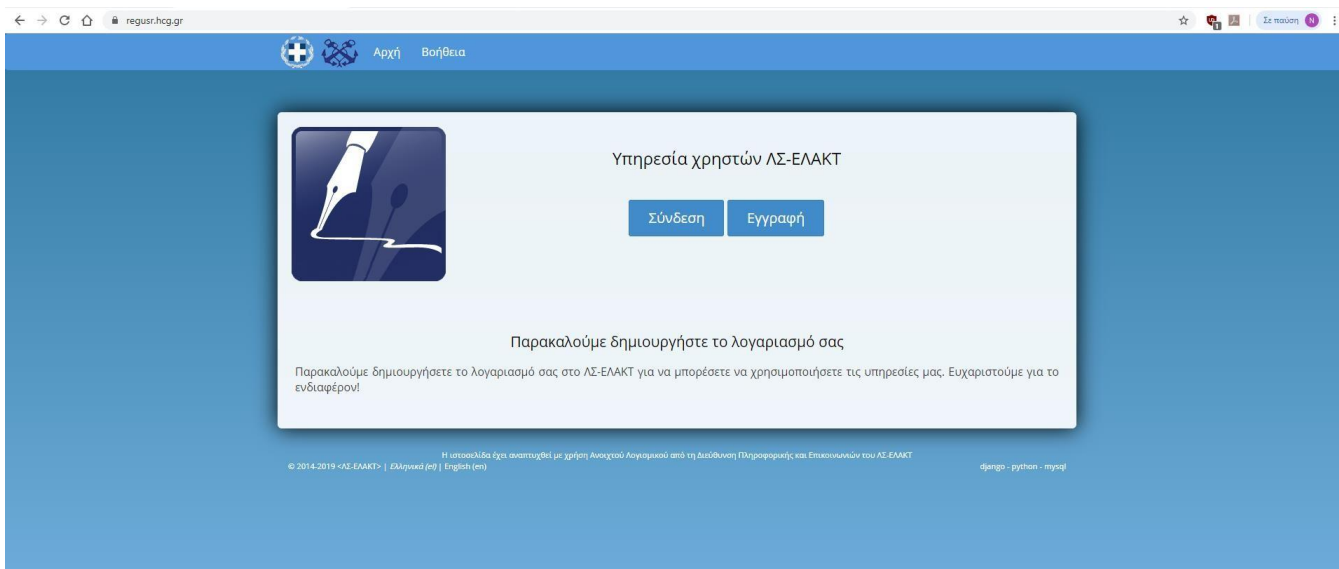 regusr.hcg.gr
Σε παύση N
Αρχή Βοήθεια
Υπηρεσία χρηστών ΛΣ-ΕΛΑΚΤ
Σύνδεση Εγγραφή
Παρακαλούμε δημιουργήστε το λογαριασμό σας
Παρακαλούμε δημιουργήσετε το λογαριασμό σας στο ΛΣ-ΕΛΑΚΤ για να μπορέσετε να χρησιμοποιήσετε τις υπηρεσίες μας. Ευχαριστούμε για το
ενδιαφέρον!
Η ιστοσελίδα έχει αναπτυχθεί με χρήση Ανοιχτού Λογισμικού από τη Διεύθυνση Πληροφορικής και Επικοινωνιών του ΛΣ-ΕΛΑΚΤ
© 2014-2019 <ΛΣ-ΕΛΑΚΤ> | Ελληνικά (el) | English (en) django - python - mysql